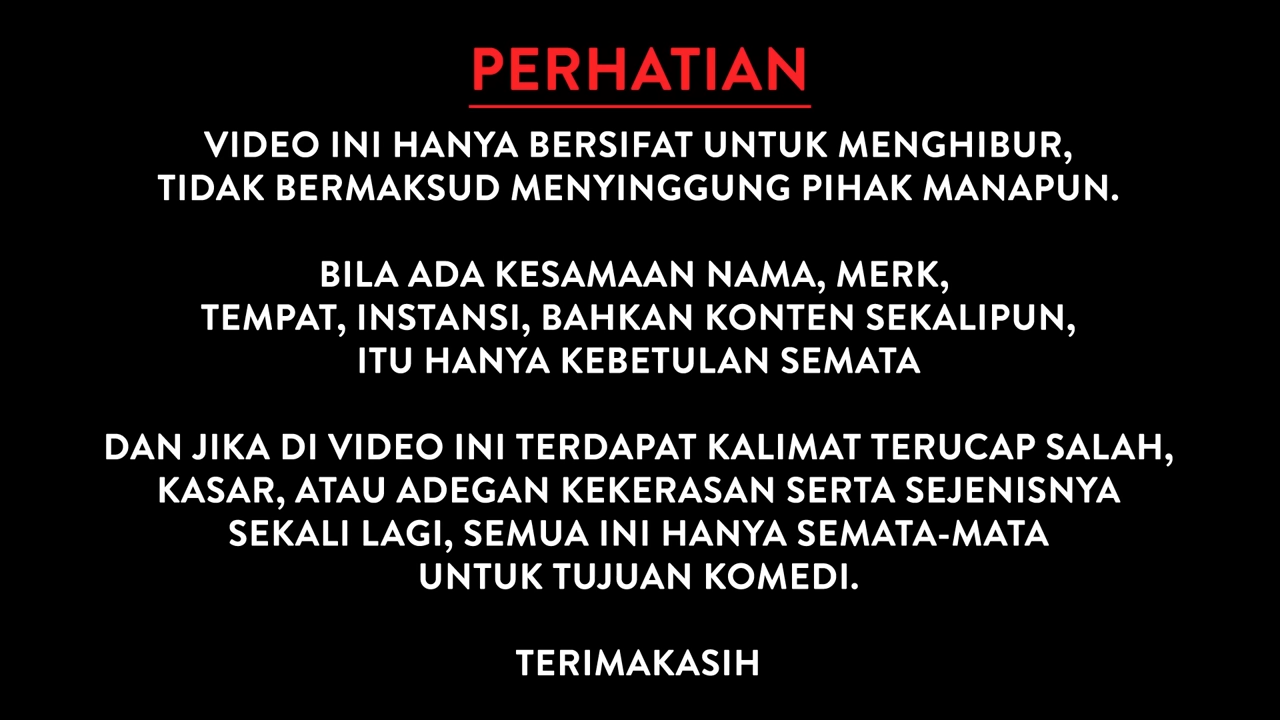 PERHATIAN
VIDEO INI HANYA BERSIFAT UNTUK MENGHIBUR,
TIDAK BERMAKSUD MENYINGGUNG PIHAK MANAPUN.
BILA ADA KESAMAAN NAMA, MERK,
TEMPAT, INSTANSI, BAHKAN KONTEN SEKALIPUN,
ITU HANYA KEBETULAN SEMATA
DAN JIKA DI VIDEO INI TERDAPAT KALIMAT TERUCAP SALAH,
KASAR, ATAU ADEGAN KEKERASAN SERTA SEJENISNYA
SEKALI LAGI, SEMUA INI HANYA SEMATA-MATA
UNTUK TUJUAN KOMEDI.
TERIMAKASIH